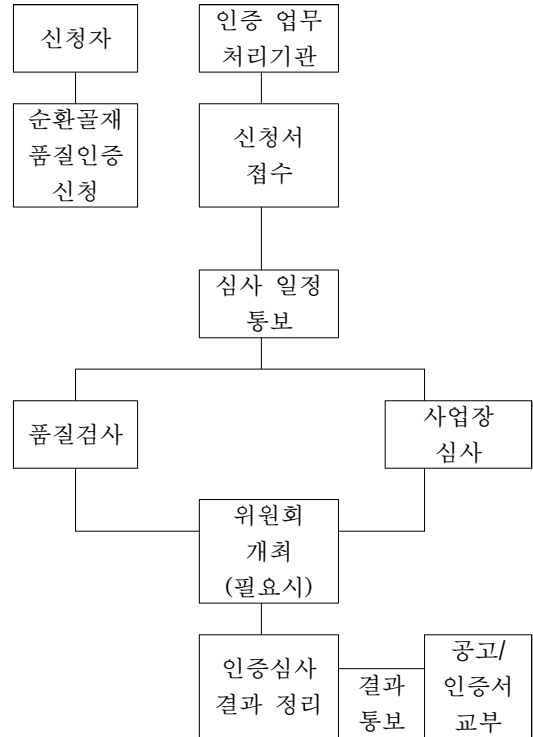 신청자
인증 업무
처리기관
순환골재
품질인증
신청
신청서
접수
심사 일정
통보
품질검사
사업장
심사
위원회
개최
(필요시)
인증심사
결과 정리
결과
통보
공고/
인증서
교부